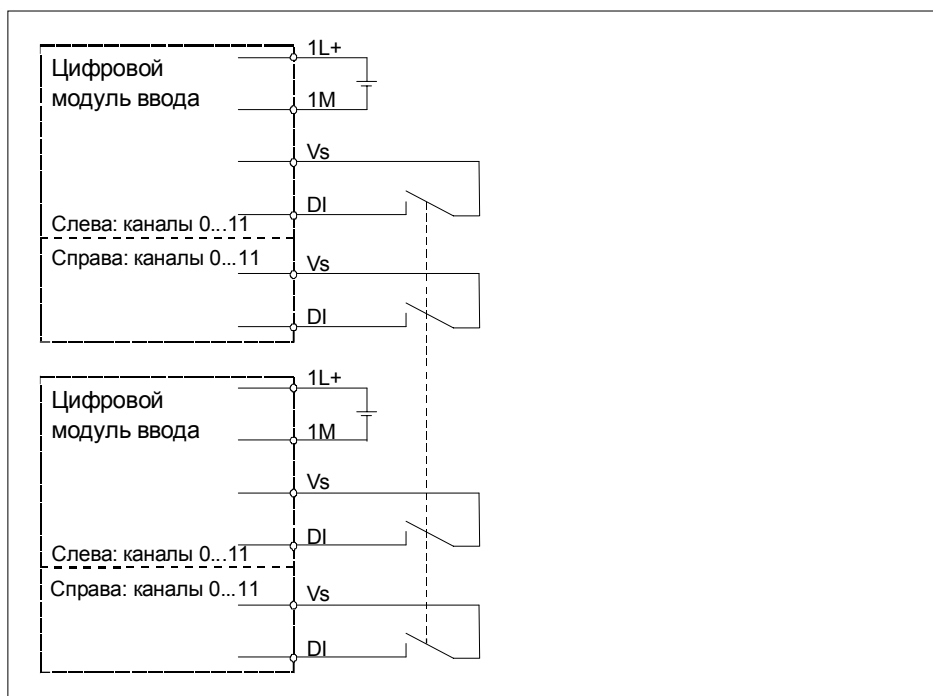 1L+
Цифровой
модуль ввода
1M
Vs
DI
Слева: каналы 0...11
Справа: каналы 0...11
Vs
DI
1L+
Цифровой
модуль ввода
1M
Vs
DI
Слева: каналы 0...11
Справа: каналы 0...11
Vs
DI